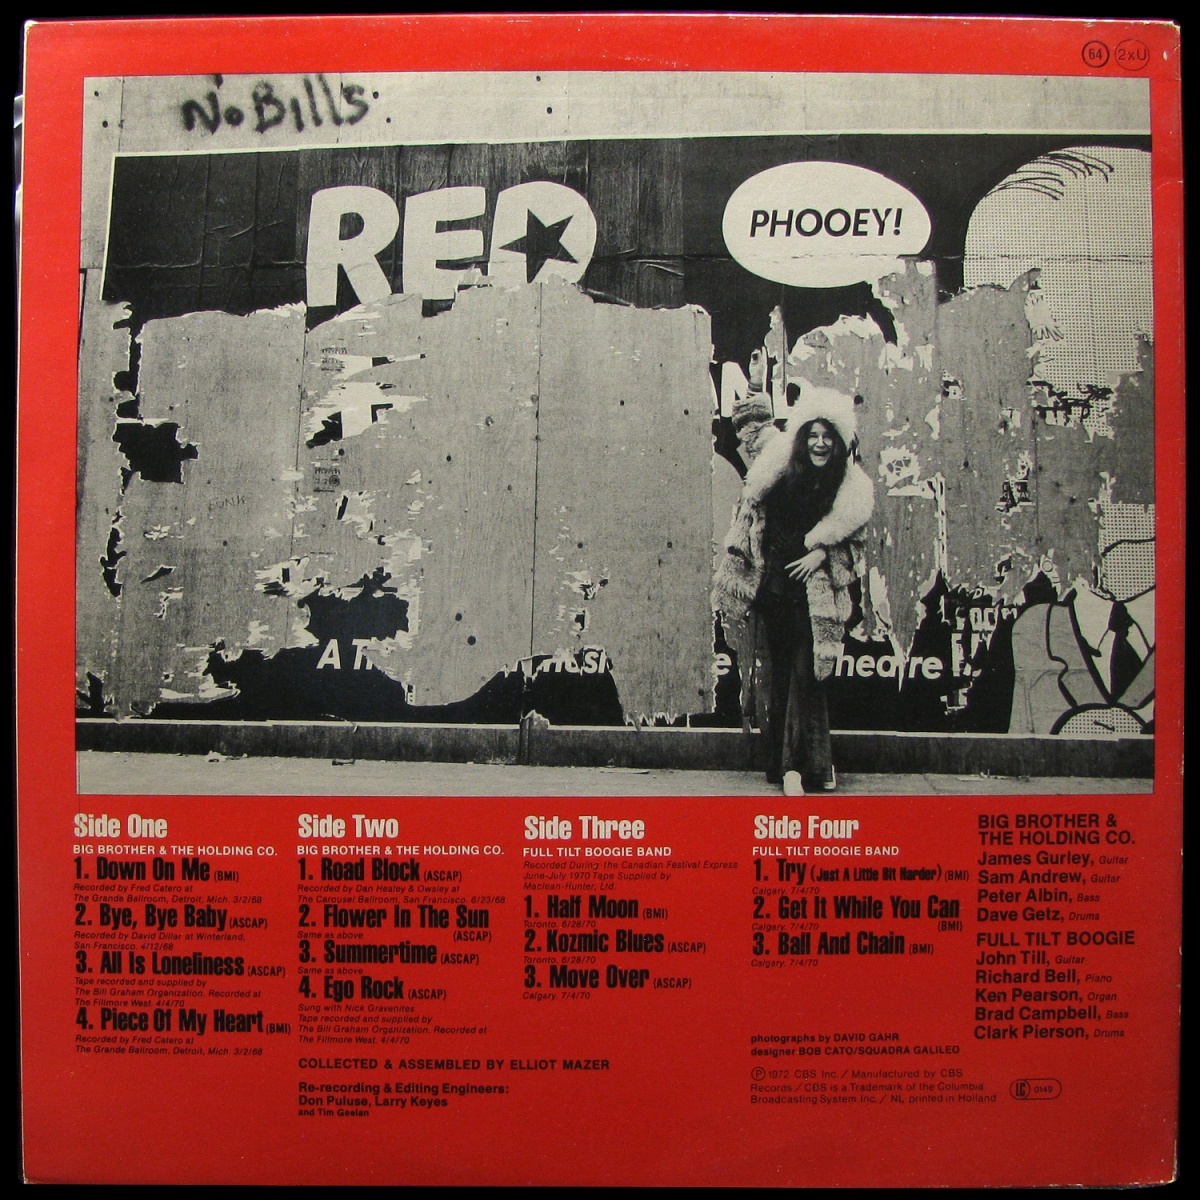 64 2xU
No Bills
RED
PHOOEY!
FUNK
A
e heatre
Side One
BIG BROTHER & THE HOLDING CO.
1. Down On Me (BMI)
Recorded by Fred Catero at
The Grande Ballroom, Detroit, Mich. 3/2/68
2. Bye, Bye Baby (ASCAP)
Recorded by David Dillar at Winterland,
San Francisco. 4/12/68
3. All Is Loneliness (ASCAP)
Tape recorded and supplied by
The Bill Graham Organization. Recorded at
The Fillmore West. 4/4/70
4. Piece Of My Heart (BMI)
Recorded by Fred Catero at
The Grande Ballroom, Detroit, Mich. 3/2/68
Side Two
BIG BROTHER & THE HOLDING CO.
1. Road Block (ASCAP)
Recorded by Dan Healey & Owsley at
The Carousel Ballroom, San Francisco. 6/23/68
2. Flower In The Sun
Same as above (ASCAP)
3. Summertime (ASCAP)
Same as above
4. Ego Rock (ASCAP)
Sung with Nick Gravenites
Tape recorded and supplied by
The Bill Graham Organization. Recorded at
The Fillmore West. 4/4/70
COLLECTED & ASSEMBLED BY ELLIOT MAZER
Re-recording & Editing Engineers:
Don Puluse, Larry Keyes
and Tim Geelan
Side Three
FULL TILT BOOGIE BAND
Recorded During the Canadian Festival Express
June-July 1970 Tape Supplied by
Maclean-Hunter, Ltd.
1. Half Moon (BMI)
Toronto. 6/28/70
2. Kozmic Blues (ASCAP)
Toronto. 6/28/70
3. Move Over (ASCAP)
Calgary. 7/4/70
Side Four
FULL TILT BOOGIE BAND
1. Try (Just A Little Bit Harder) (BMI)
Calgary. 7/4/70
2. Get It While You Can
Calgary. 7/4/70 (BMI)
3. Ball And Chain (BMI)
Calgary. 7/4/70
photographs by DAVID GAHR
designer BOB CATO/SQUADRA GALILEO
Ⓟ 1972 CBS Inc. / Manufactured by CBS
Records / CBS is a Trademark of the Columbia
Broadcasting System Inc. / NL printed in Holland
LC 0149
BIG BROTHER &
THE HOLDING CO.
James Gurley, Guitar
Sam Andrew, Guitar
Peter Albin, Bass
Dave Getz, Drums
FULL TILT BOOGIE
John Till, Guitar
Richard Bell, Piano
Ken Pearson, Organ
Brad Campbell, Bass
Clark Pierson, Drums